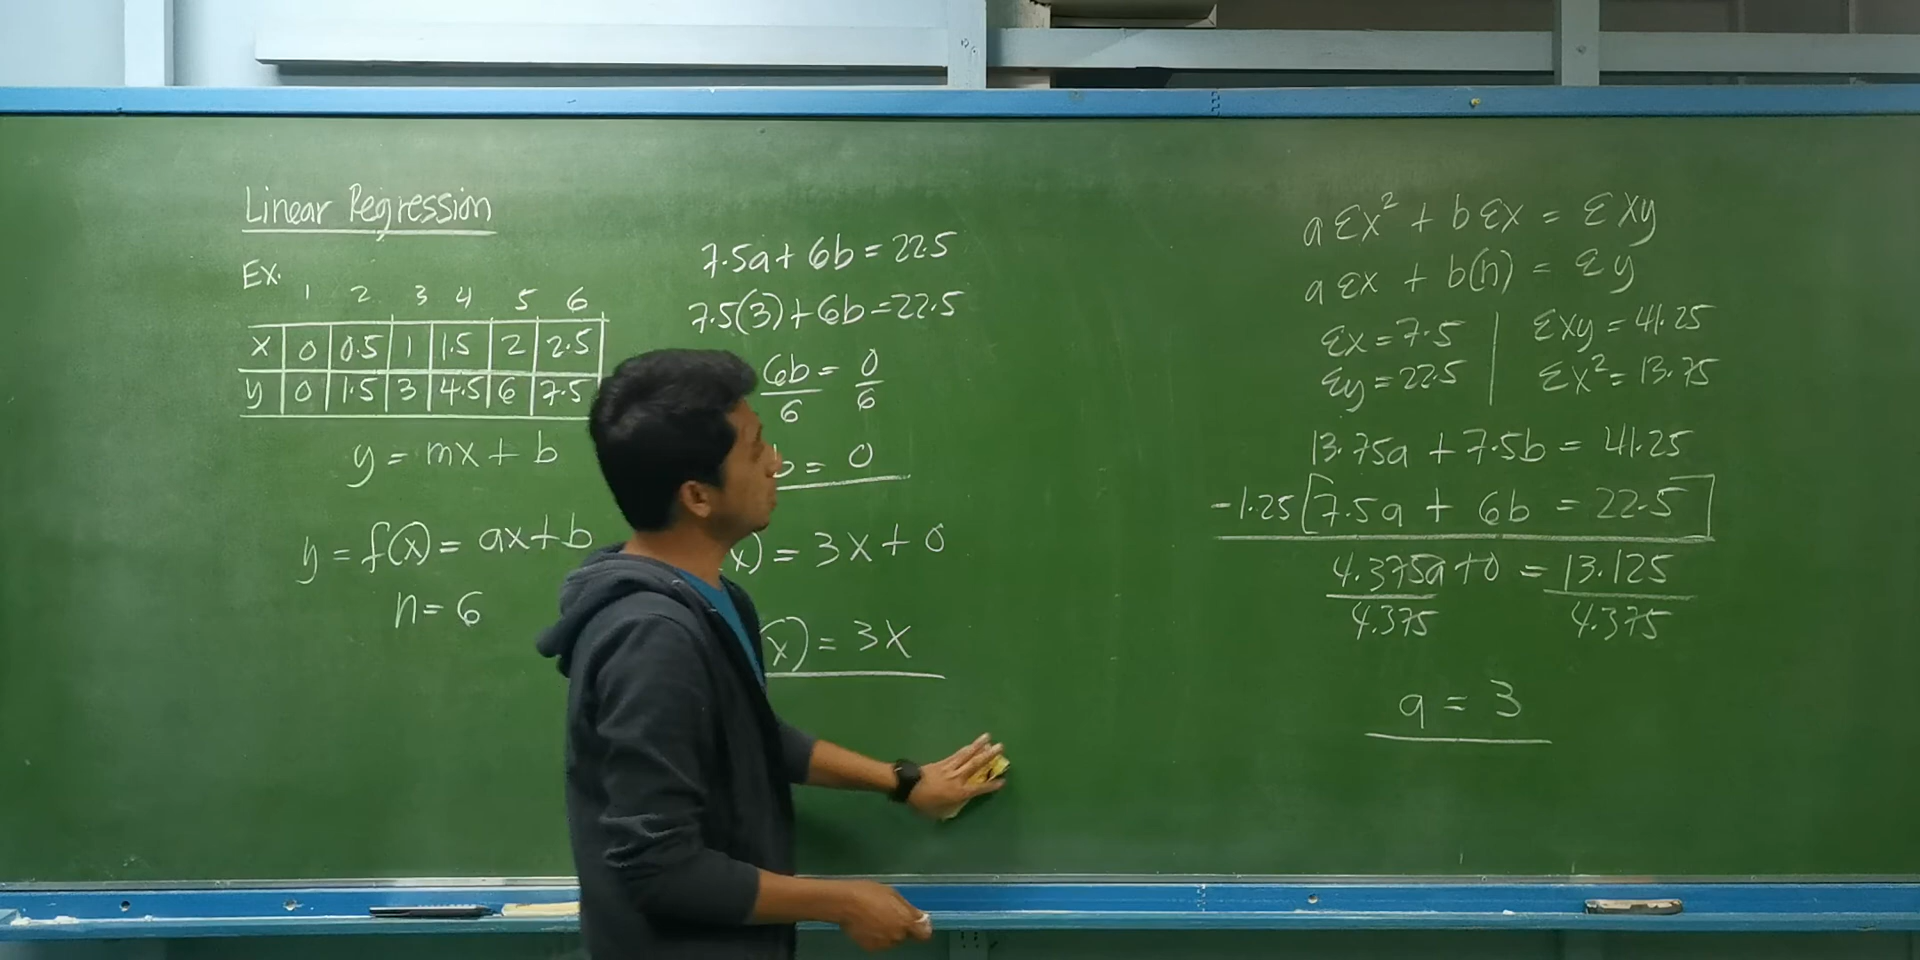 Linear Regression
Ex.
1 2 3 4 5 6
x 0 0.5 1 1.5 2 2.5
y 0 1.5 3 4.5 6 7.5
y = mx + b
y = f(x) = ax+b
n = 6
7.5a + 6b = 22.5
7.5(3) + 6b = 22.5
6b/6 = 0/6
b = 0
x) = 3x + 0
(x) = 3x
a Σx² + b Σx = Σxy
a Σx + b(n) = Σy
Σx = 7.5 | Σxy = 41.25
Σy = 22.5 | Σx² = 13.75
13.75a + 7.5b = 41.25
-1.25[7.5a + 6b = 22.5]
4.375a + 0 = 13.125
4.375 4.375
a = 3